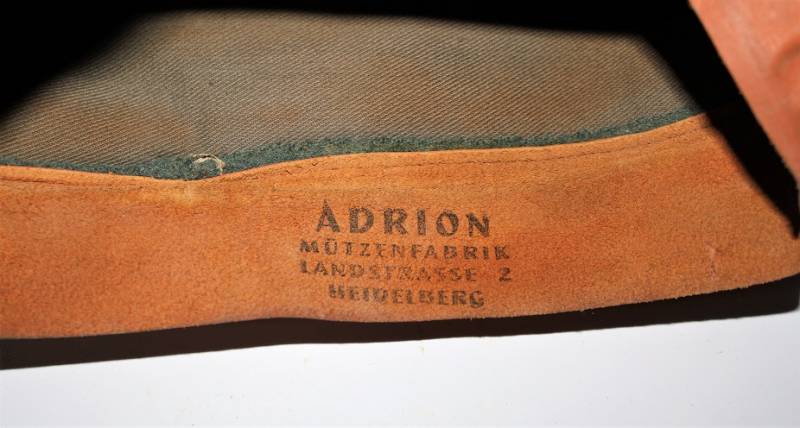 ADRION
MÜTZENFABRIK
LANDSTRASSE 2
HEIDELBERG